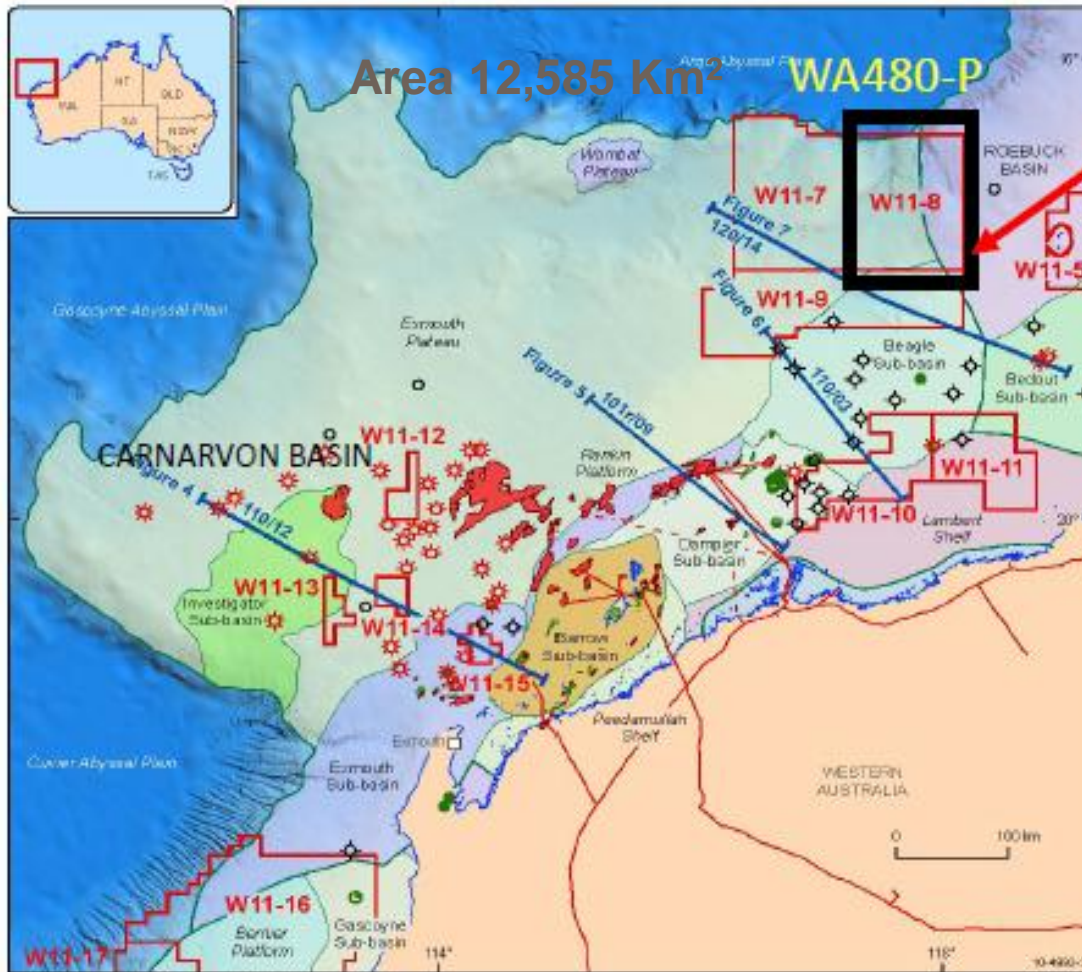 Area 12,585 Km²
Argo Abyssal Plain
WA480-P
16°
NT
QLD
WA
SA
NSW
TAS
Wombat
Plateau
ROEBUCK
BASIN
W11-7
W11-8
Figure 7
120/14
W11-5
Gascoyne Abyssal Plain
Exmouth
Plateau
W11-9
Figure 6
110/03
Beagle
Sub-basin
Bedout
Sub-basin
Figure 5
101r/09
CARNARVON BASIN
W11-12
Rankin
Platform
W11-11
Figure 4
110/12
W11-10
Lambert
Shelf
20°
Dampier
Sub-basin
W11-13
Investigator
Sub-basin
W11-14
Barrow
Sub-basin
W11-15
Peedamullah
Shelf
Exmouth
Cuvier Abyssal Plain
Exmouth
Sub-basin
WESTERN
AUSTRALIA
0 100 km
W11-16
Bernier
Platform
Gascoyne
Sub-basin
W11-17
114°
118°